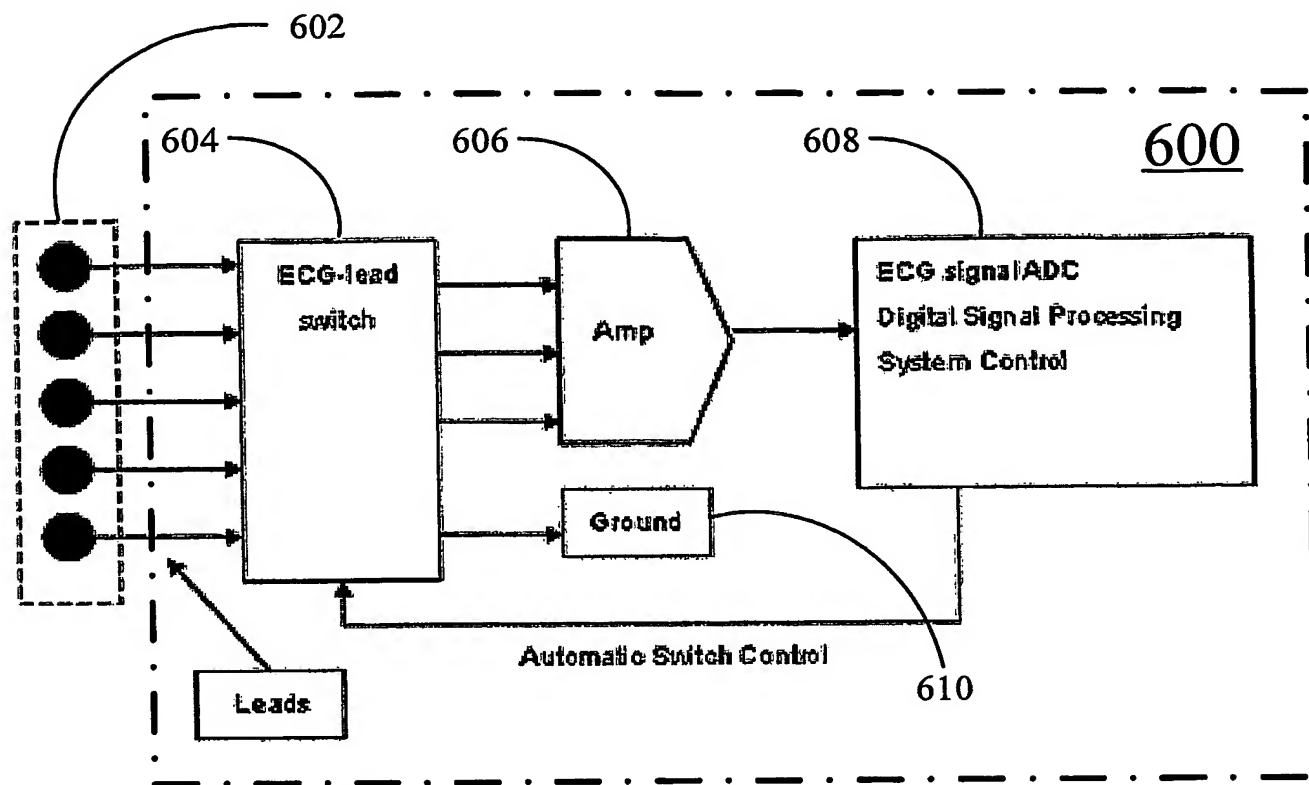 602
604
606
608
600
ECG-lead
switch
Amp
ECG signal ADC
Digital Signal Processing
System Control
Ground
Automatic Switch Control
610
Leads